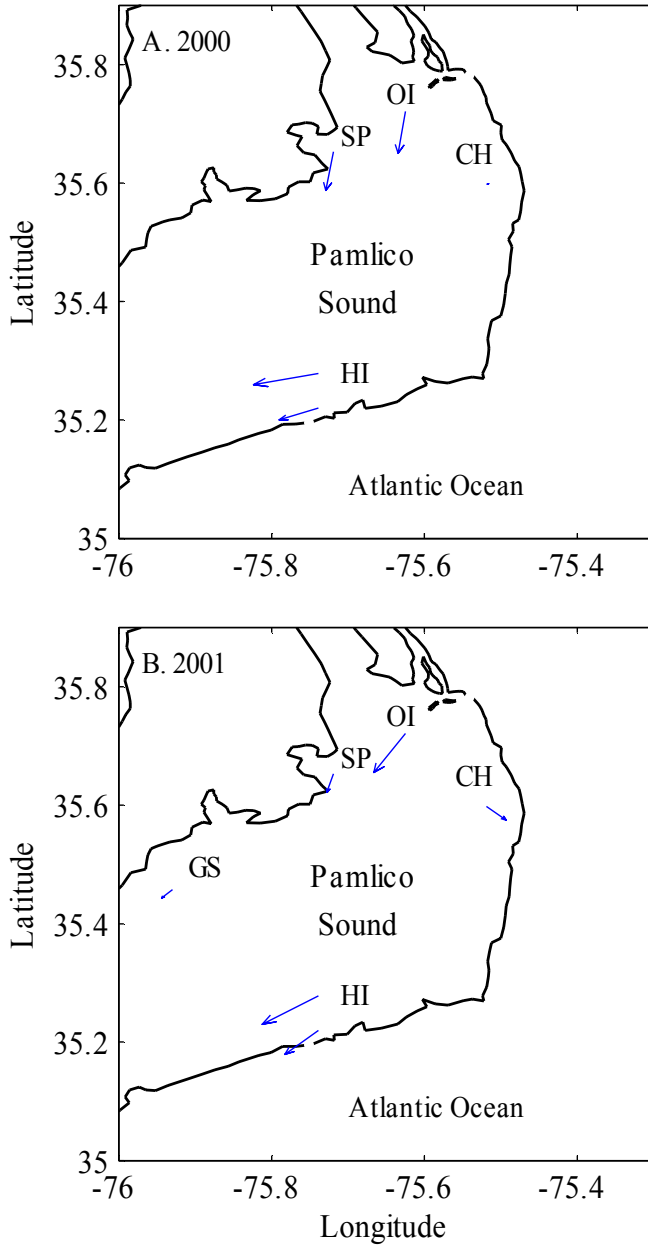 A. 2000
35.8
OI
SP
CH
35.6
Latitude
Pamlico
Sound
35.4
HI
35.2
Atlantic Ocean
35
-76
-75.8
-75.6
-75.4
B. 2001
35.8
OI
SP
CH
35.6
GS
Latitude
Pamlico
Sound
35.4
HI
35.2
Atlantic Ocean
35
-76
-75.8
-75.6
-75.4
Longitude